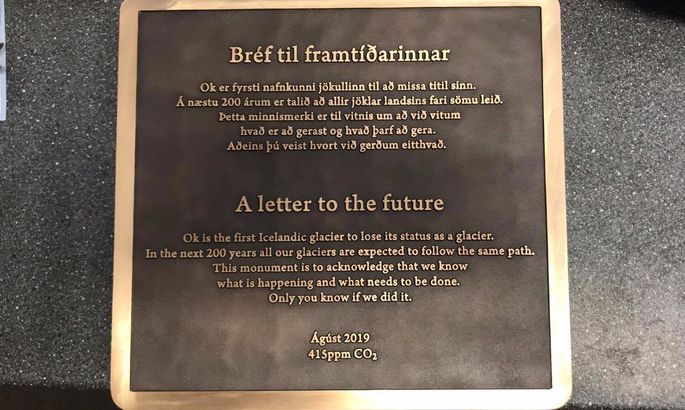 Bréf til framtíðarinnar
Ok er fyrsti nafnkunni jökullinn til að missa titil sinn.
Á næstu 200 árum er talið að allir jöklar landsins fari sömu leið.
Þetta minnismerki er til vitnis um að við vitum
hvað er að gerast og hvað þarf að gera.
Aðeins þú veist hvort við gerðum eitthvað.
A letter to the future
Ok is the first Icelandic glacier to lose its status as a glacier.
In the next 200 years all our glaciers are expected to follow the same path.
This monument is to acknowledge that we know
what is happening and what needs to be done.
Only you know if we did it.
Ágúst 2019
415ppm CO₂